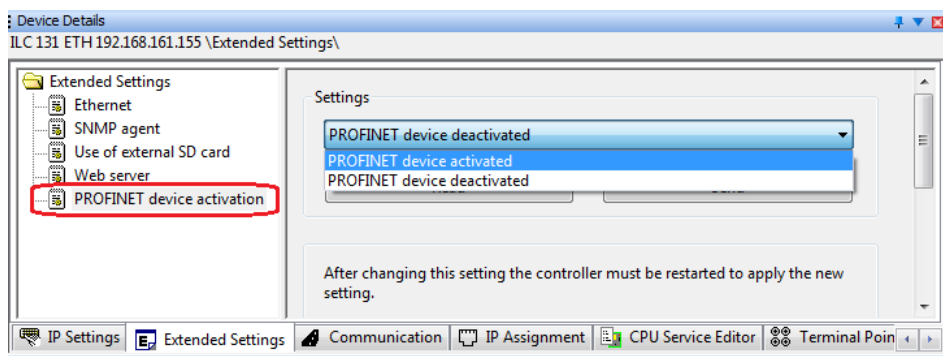 Device Details
ILC 131 ETH 192.168.161.155 \Extended Settings\
Extended Settings
Ethernet
SNMP agent
Use of external SD card
Web server
PROFINET device activation
Settings
PROFINET device deactivated
PROFINET device activated
PROFINET device deactivated
After changing this setting the controller must be restarted to apply the new
setting.
IP Settings
Extended Settings
Communication
IP Assignment
CPU Service Editor
Terminal Poin